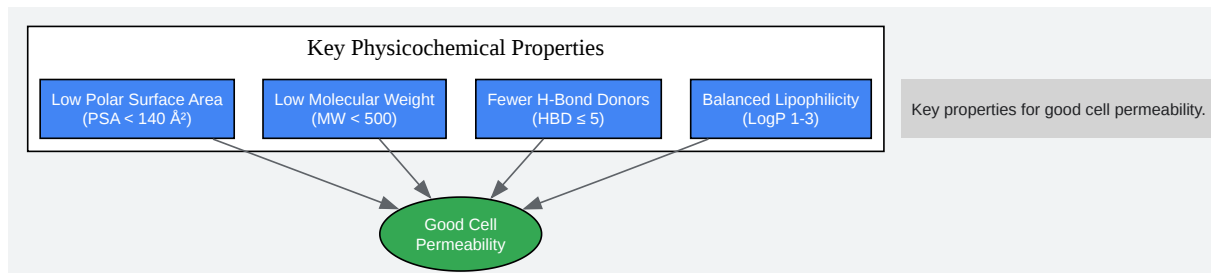 Key Physicochemical Properties
Low Polar Surface Area
(PSA < 140 Å²)
Low Molecular Weight
(MW < 500)
Fewer H-Bond Donors
(HBD ≤ 5)
Balanced Lipophilicity
(LogP 1-3)
Key properties for good cell permeability.
Good Cell
Permeability